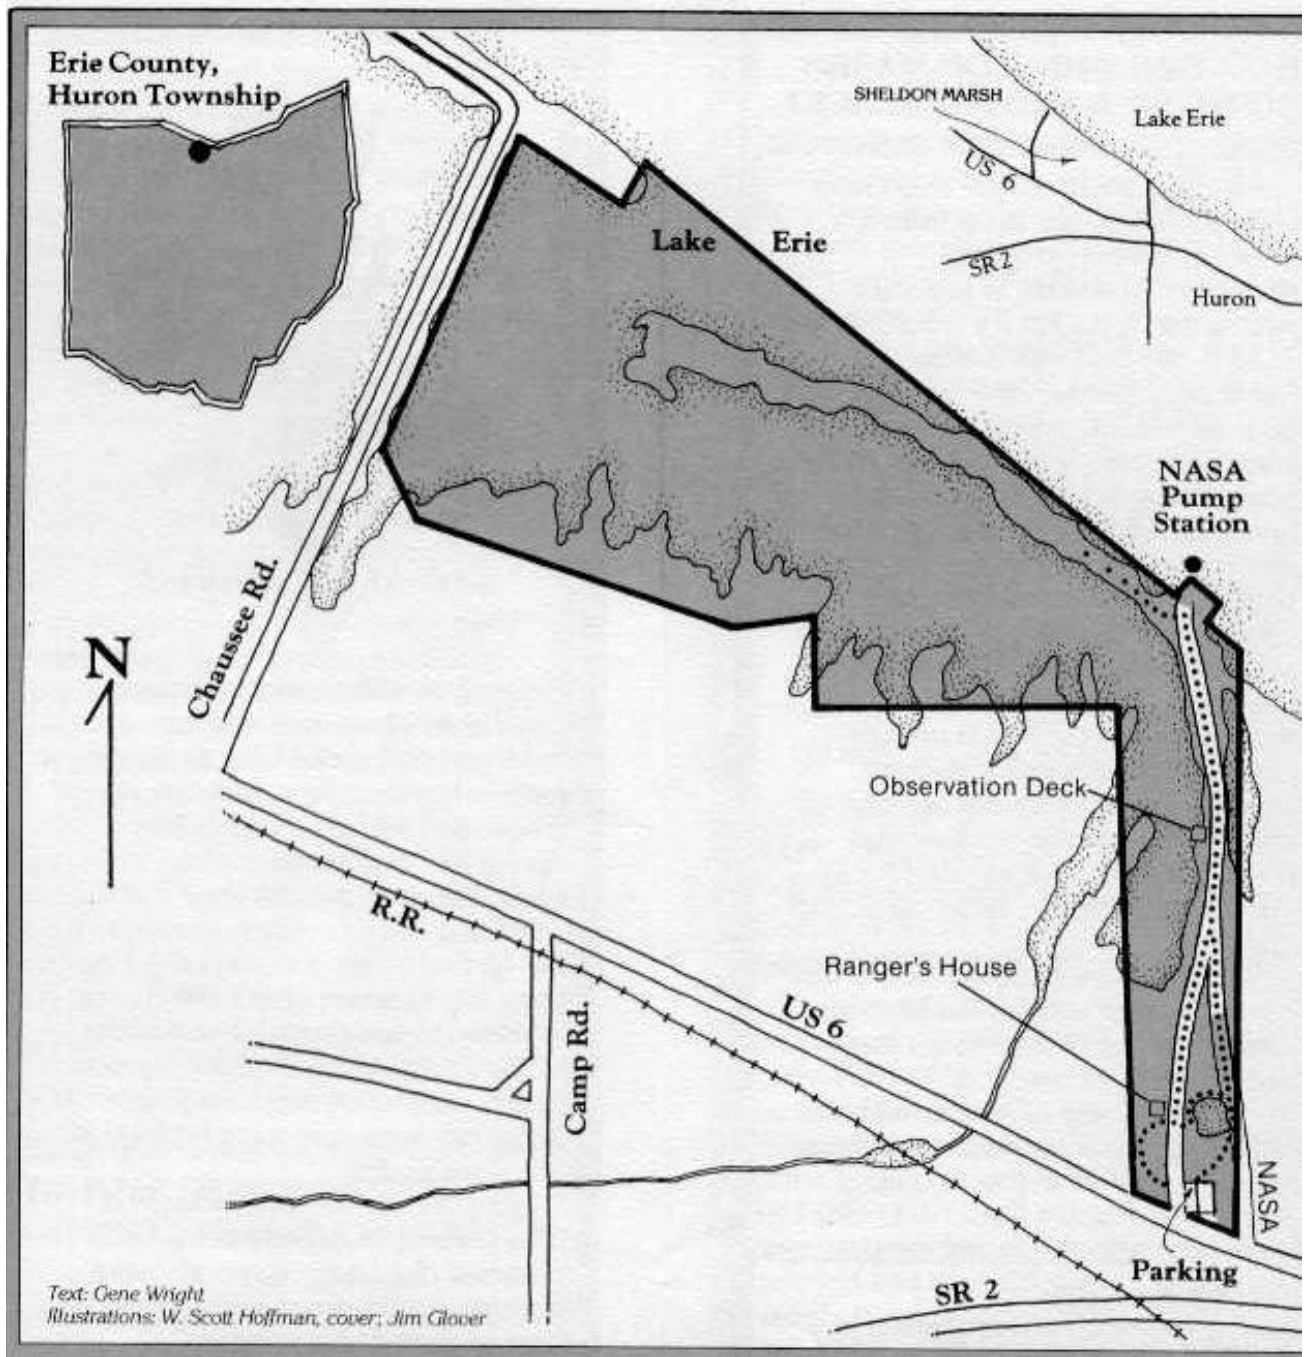 Erie County,
Huron Township
SHELDON MARSH
Lake Erie
US 6
SR 2
Huron
Lake Erie
NASA
Pump
Station
N
Chaussee Rd.
Observation Deck
R.R.
Ranger's House
US 6
Camp Rd.
NASA
Parking
SR 2
Text: Gene Wright
Illustrations: W. Scott Hoffman, cover; Jim Glover